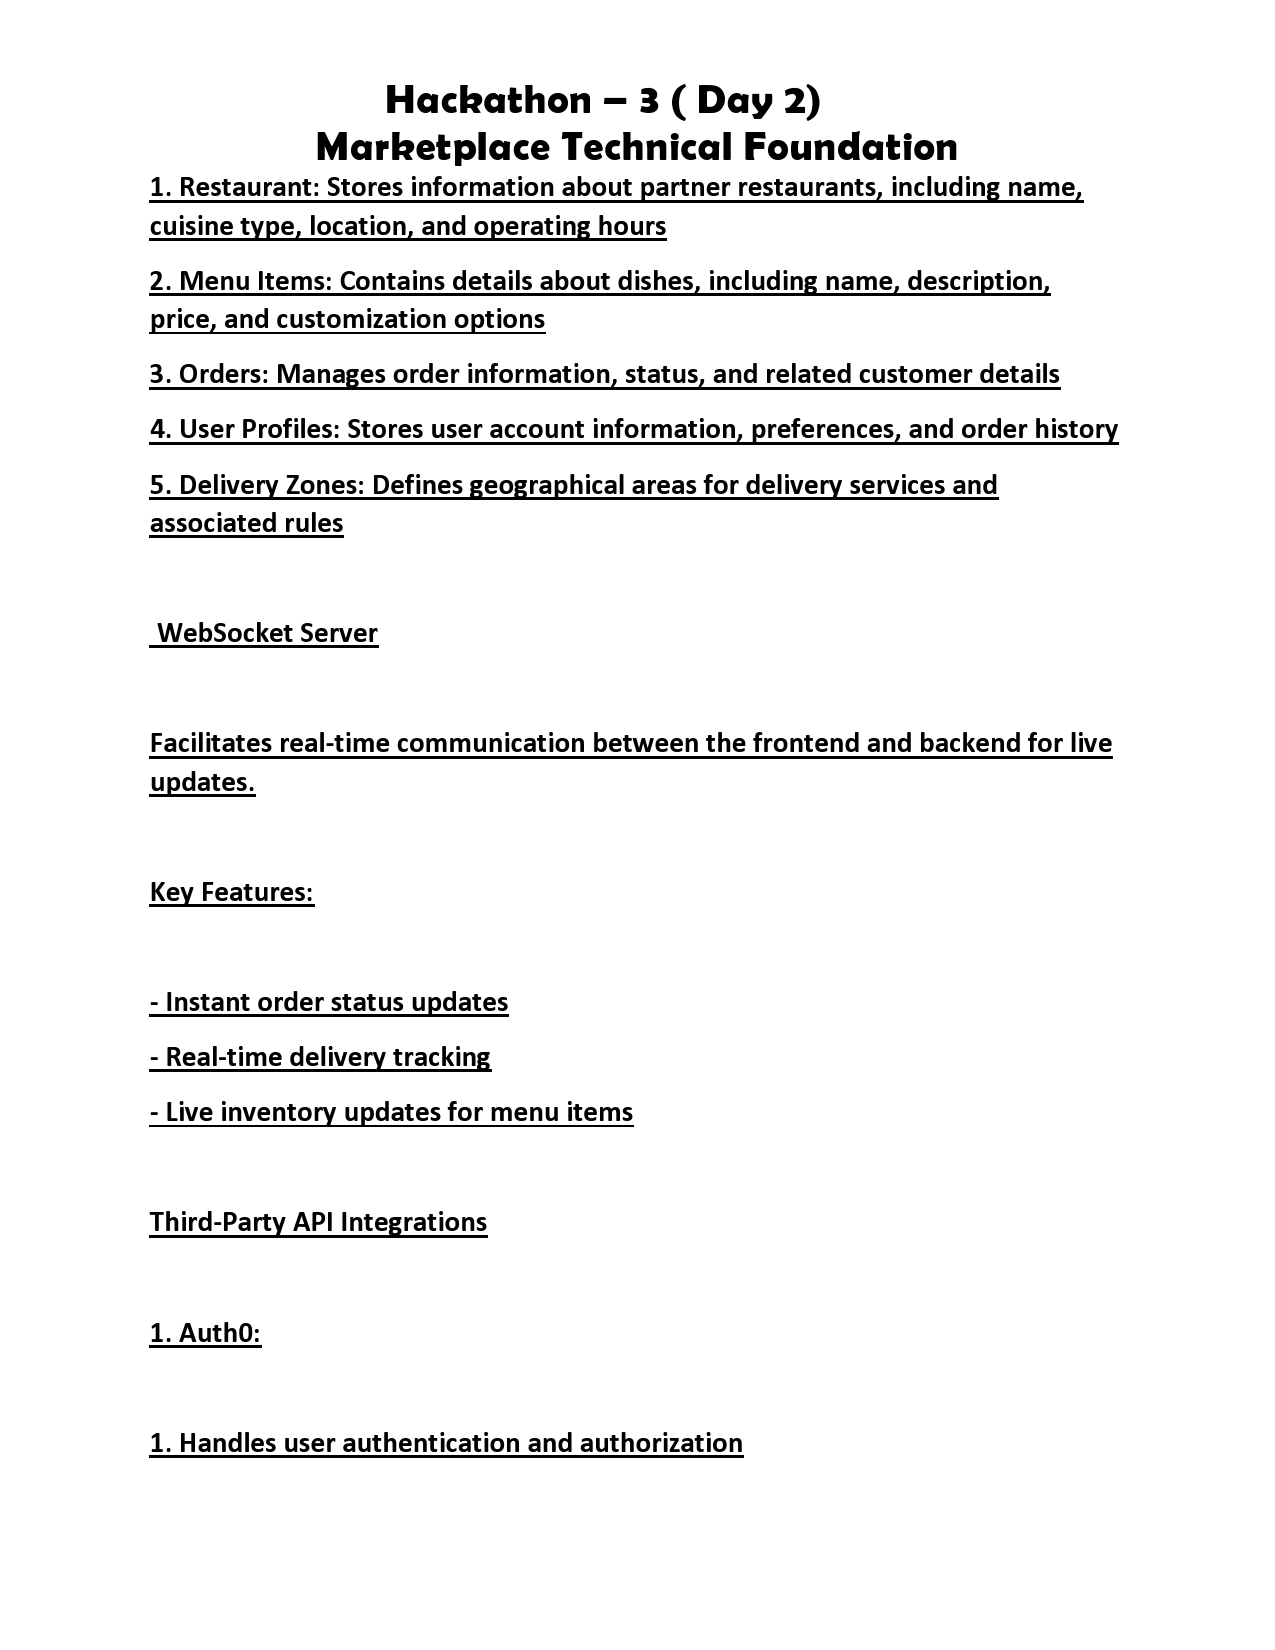 Hackathon – 3 ( Day 2)
Marketplace Technical Foundation
1. Restaurant: Stores information about partner restaurants, including name,
cuisine type, location, and operating hours
2. Menu Items: Contains details about dishes, including name, description,
price, and customization options
3. Orders: Manages order information, status, and related customer details
4. User Profiles: Stores user account information, preferences, and order history
5. Delivery Zones: Defines geographical areas for delivery services and
associated rules
WebSocket Server
Facilitates real-time communication between the frontend and backend for live
updates.
Key Features:
- Instant order status updates
- Real-time delivery tracking
- Live inventory updates for menu items
Third-Party API Integrations
1. Auth0:
1. Handles user authentication and authorization